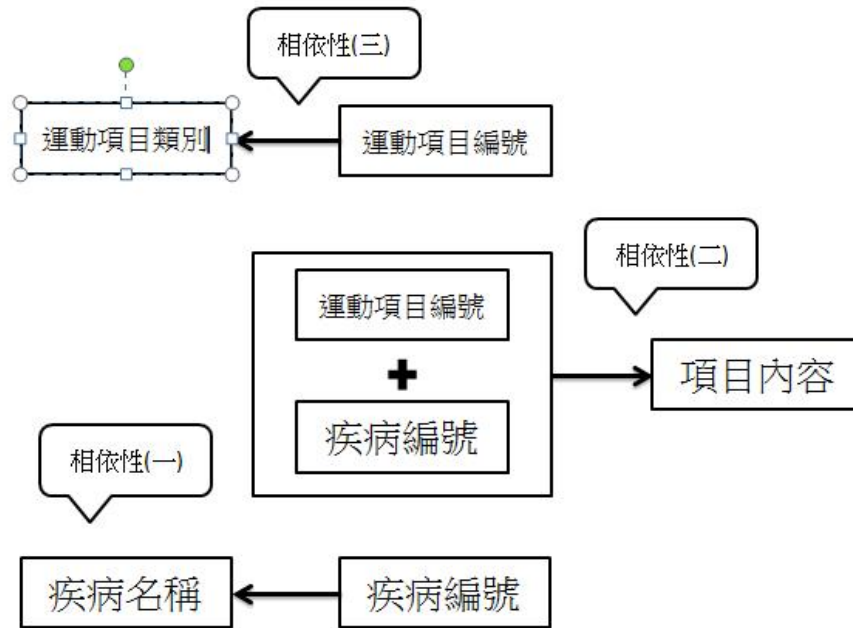 相依性(三)
運動項目類別
運動項目編號
相依性(二)
運動項目編號
項目內容
疾病編號
相依性(一)
疾病名稱
疾病編號